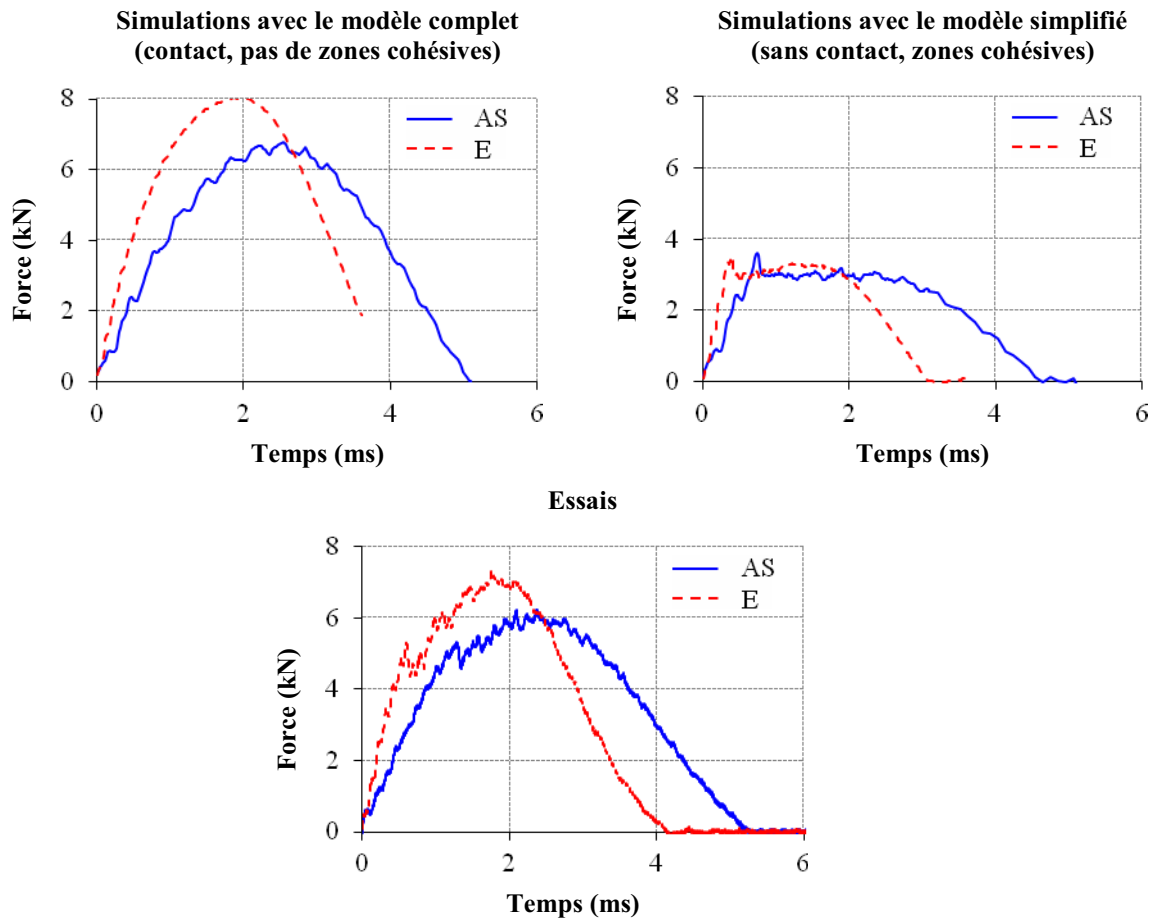 Simulations avec le modèle complet
(contact, pas de zones cohésives)
8
6
4
2
0
Force (kN)
AS
E
0
2
4
6
Temps (ms)
Simulations avec le modèle simplifié
(sans contact, zones cohésives)
8
6
4
2
0
Force (kN)
AS
E
0
2
4
6
Temps (ms)
Essais
8
6
4
2
0
Force (kN)
AS
E
0
2
4
6
Temps (ms)